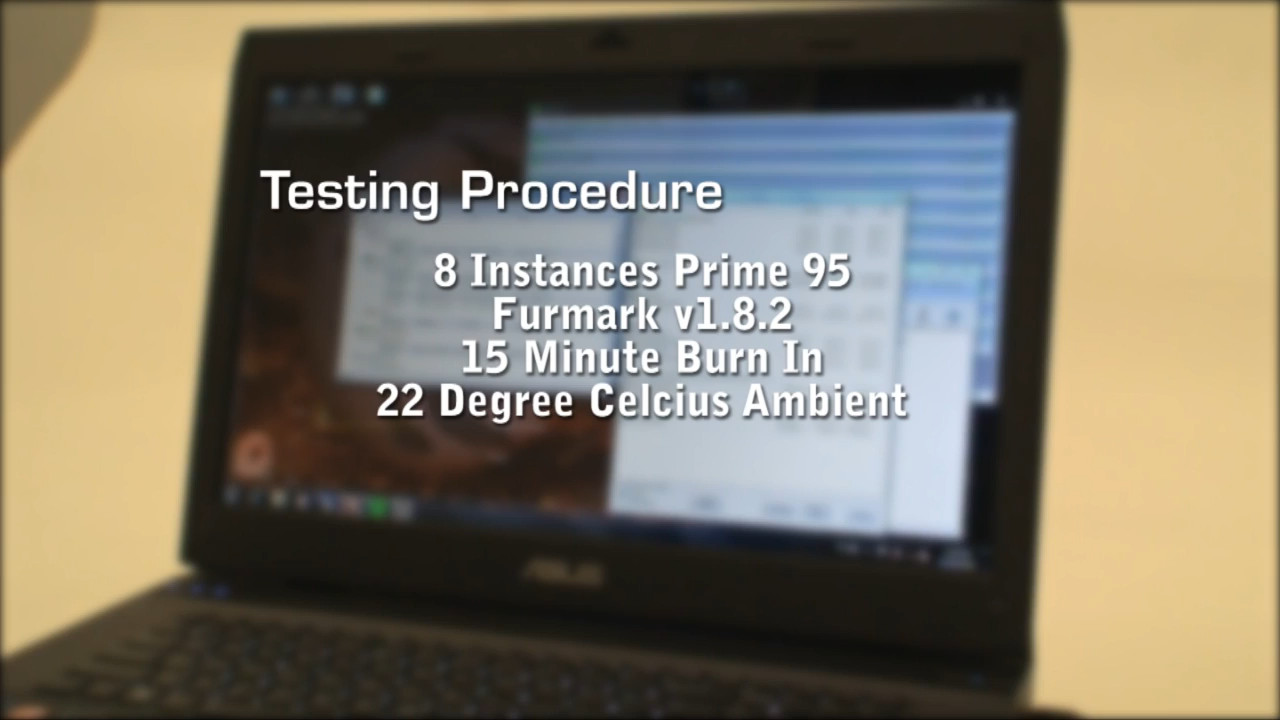 Testing Procedure
8 Instances Prime 95
Furmark v1.8.2
15 Minute Burn In
22 Degree Celcius Ambient
ASUS